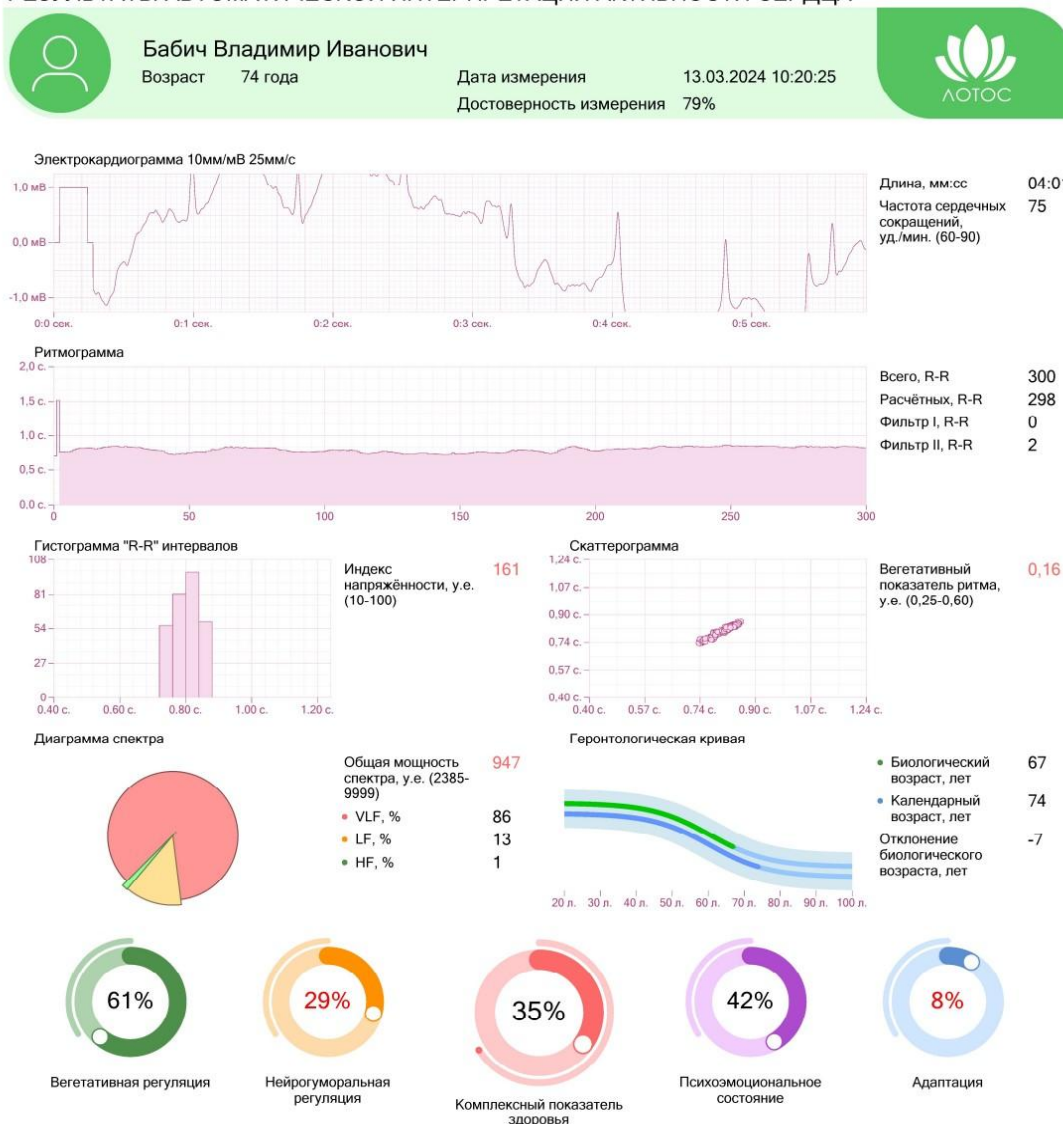 Бабич Владимир Иванович
Возраст 74 года
Дата измерения 13.03.2024 10:20:25
Достоверность измерения 79%
ЛОТОС
Электрокардиограмма 10мм/мВ 25мм/с
1,0 мВ
0.0 мВ
-1,0 мВ
0:0 сек. 0:1 сек. 0:2 сек. 0:3 сек. 0:4 сек. 0:5 сек.
Длина, мм:сс 04:01
Частота сердечных сокращений, уд./мин. (60-90) 75
Ритмограмма
2,0 с.
1,5 с.
1,0 с.
0,5 с.
0.0 с.
0 50 100 150 200 250 300
Всего, R-R 300
Расчётных, R-R 298
Фильтр I, R-R 0
Фильтр II, R-R 2
Гистограмма "R-R" интервалов
108
81
54
27
0
0.40 с. 0.60 с. 0.80 с. 1.00 с. 1.20 с.
Индекс
напряжённости, у.е.
(10-100)
161
Скаттерограмма
1,24 с.
1,07 с.
0,90 с.
0,74 с.
0,57 с.
0,40 с.
0.40 с. 0.57 с. 0.74 с. 0.90 с. 1.07 с. 1.24 с.
Вегетативный
показатель ритма,
у.е. (0,25-0,60)
0,16
Диаграмма спектра
Общая мощность
спектра, у.е. (2385-
9999)
947
VLF, % 86
LF, % 13
HF, % 1
Геронтологическая кривая
20 л. 30 л. 40 л. 50 л. 60 л. 70 л. 80 л. 90 л. 100 л.
Биологический
возраст, лет
67
Календарный
возраст, лет
74
Отклонение
биологического
возраста, лет
-7
61%
Вегетативная регуляция
29%
Нейрогуморальная
регуляция
35%
Комплексный показатель
здоровья
42%
Психоэмоциональное
состояние
8%
Адаптация